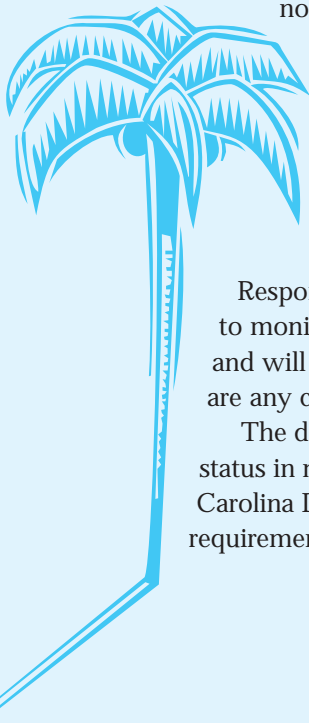 no
Respo
to moni
and will
are any c
The d
status in r
Carolina D
requiremen